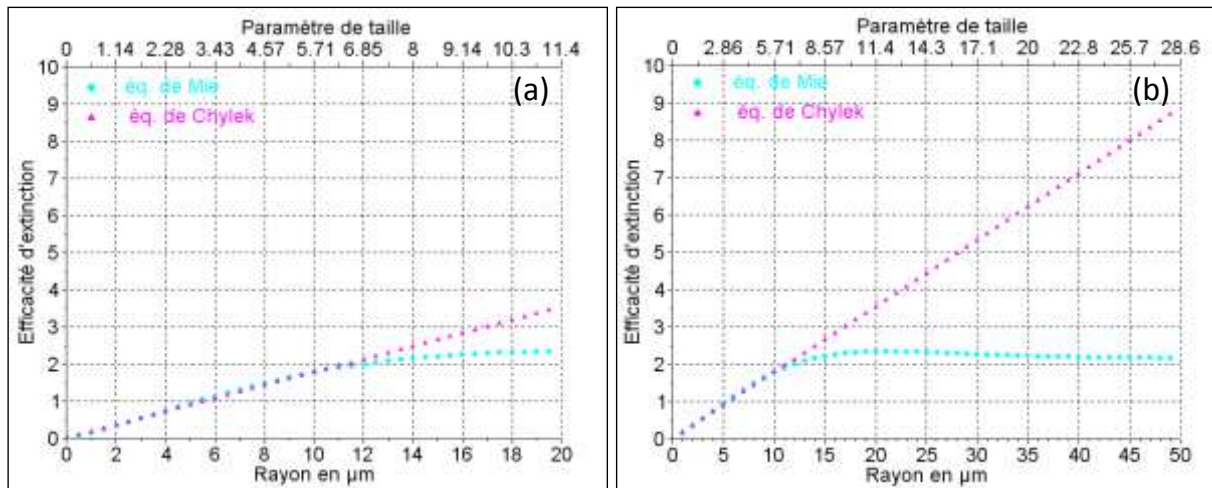 Paramètre de taille
0 1.14 2.28 3.43 4.57 5.71 6.85 8 9.14 10.3 11.4
10
9
8
7
6
5
4
3
2
1
0
éq. de Mie
éq. de Chylek
(a)
Efficacité d'extinction
0 2 4 6 8 10 12 14 16 18 20
Rayon en µm
Paramètre de taille
0 2.86 5.71 8.57 11.4 14.3 17.1 20 22.8 25.7 28.6
10
9
8
7
6
5
4
3
2
1
0
éq. de Mie
éq. de Chylek
(b)
Efficacité d'extinction
0 5 10 15 20 25 30 35 40 45 50
Rayon en µm